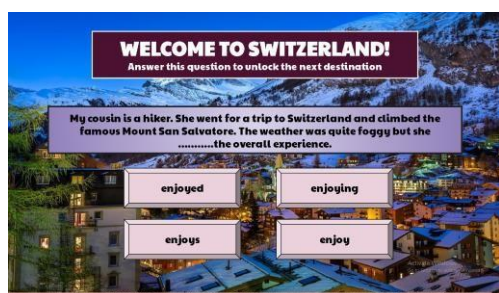 WELCOME TO SWITZERLAND!
Answer this question to unlock the next destination
My cousin is a hiker. She went for a trip to Switzerland and climbed the
famous Mount San Salvatore. The weather was quite foggy but she
...........the overall experience.
enjoyed
enjoying
enjoys
enjoy